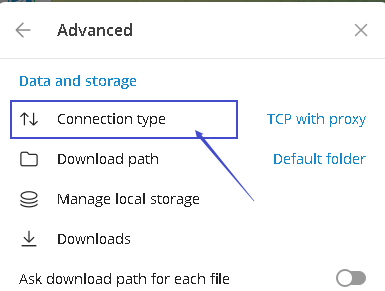 Advanced
Data and storage
Connection type TCP with proxy
Download path Default folder
Manage local storage
Downloads
Ask download path for each file